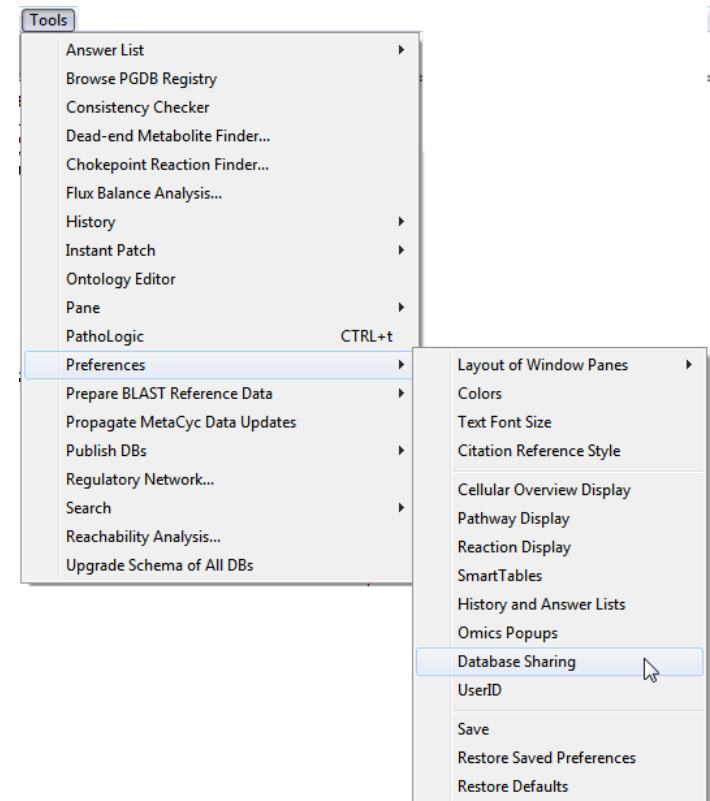 Tools
Answer List
Browse PGDB Registry
Consistency Checker
Dead-end Metabolite Finder...
Chokepoint Reaction Finder...
Flux Balance Analysis...
History
Instant Patch
Ontology Editor
Pane
PathoLogic CTRL+t
Preferences
Prepare BLAST Reference Data
Propagate MetaCyc Data Updates
Publish DBs
Regulatory Network...
Search
Reachability Analysis...
Upgrade Schema of All DBs
Layout of Window Panes
Colors
Text Font Size
Citation Reference Style
Cellular Overview Display
Pathway Display
Reaction Display
SmartTables
History and Answer Lists
Omics Popups
Database Sharing
UserID
Save
Restore Saved Preferences
Restore Defaults